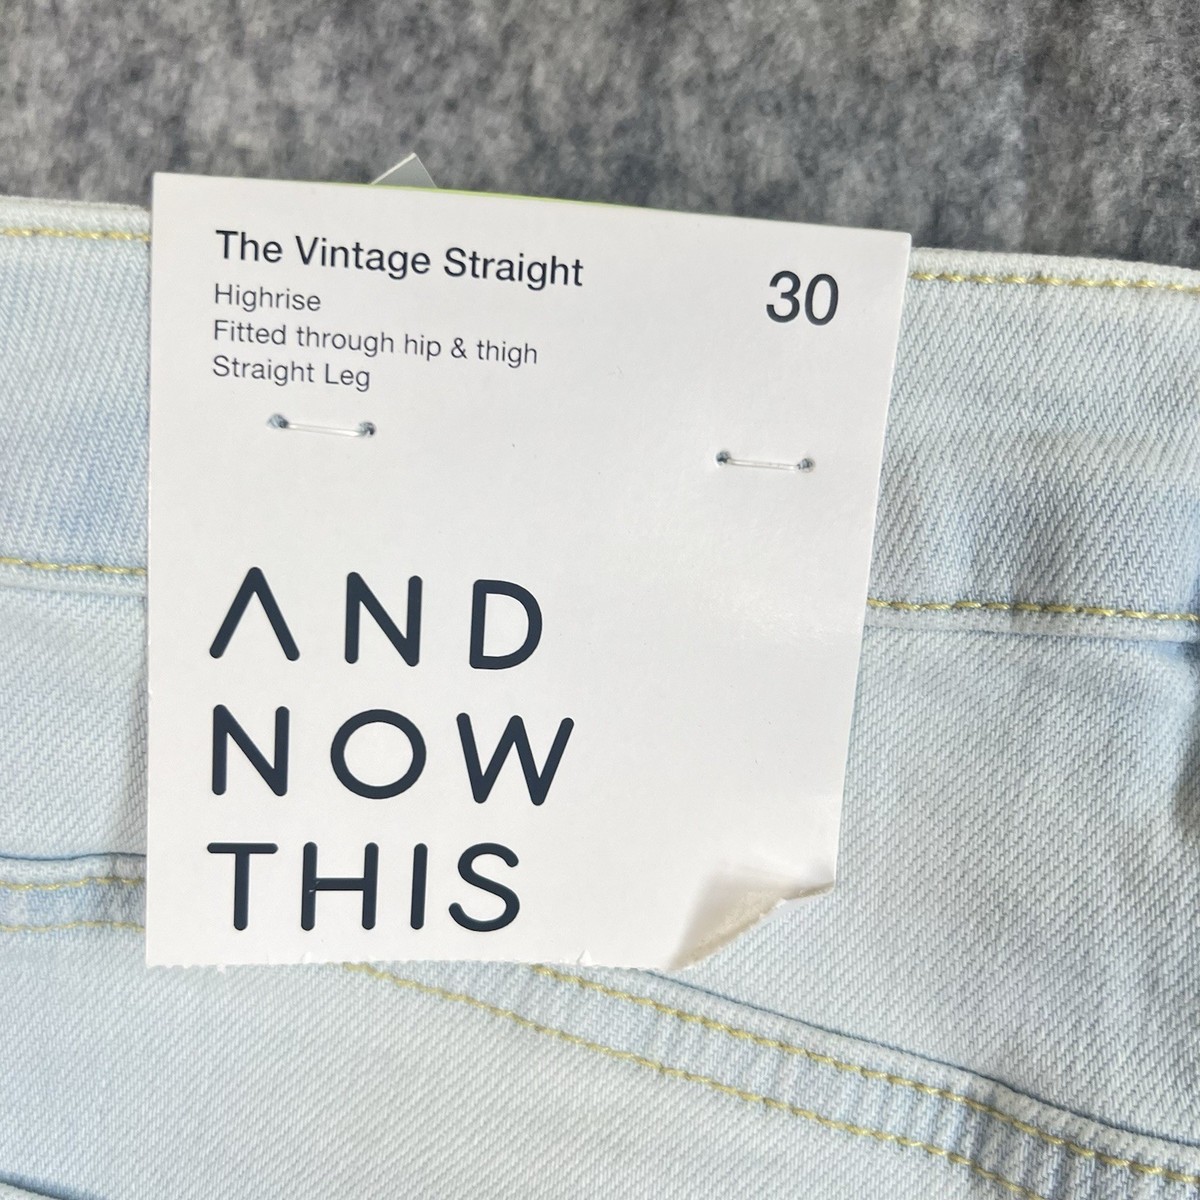 The Vintage Straight
30
Highrise
Fitted through hip & thigh
Straight Leg
AND
NOW
THIS